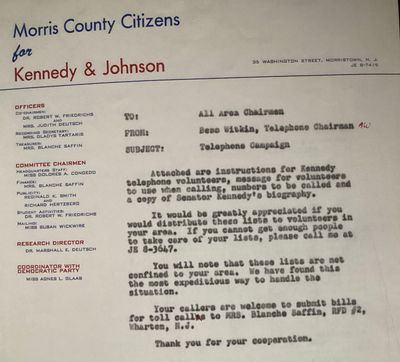 Morris County Citizens
for
Kennedy & Johnson
35 WASHINGTON STREET, MORRISTOWN, N. J.
JE 8-7415
OFFICERS
CO-CHAIRMEN:
DR. ROBERT W. FRIEDRICHS
AND
MRS. JUDITH DEUTSCH
RECORDING SECRETARY:
MRS. GLADYS TARTARIS
TREASURER:
MRS. BLANCHE SAFFIN
COMMITTEE CHAIRMEN
HEADQUARTERS STAFF:
MISS DOLORES A. CONGEDO
FINANCE:
MRS. BLANCHE SAFFIN
PUBLICITY:
REGINALD K. SMITH
AND
RICHARD HERTZBERG
STUDENT ACTIVITIES:
DR. ROBERT W. FRIEDRICHS
MAILING:
MISS SUSAN WICKWIRE
RESEARCH DIRECTOR
DR. MARSHALL K. DEUTSCH
COORDINATOR WITH
DEMOCRATIC PARTY
MISS AGNES L. GLAAB
TO: All Area Chairmen
FROM: Bess Witkin, Telephone Chairman
SUBJECT: Telephone Campaign
Attached are instructions for Kennedy
telephone volunteers, message for volunteers
to use when calling, numbers to be called and
a copy of Senator Kennedy's biography.
It would be greatly appreciated if you
would distribute these lists to volunteers in
your area. If you cannot get enough people
to take care of your lists, please call me at
JE 8-3647.
You will note that these lists are not
confined to your area. We have found this
the most expeditious way to handle the
situation.
Your callers are welcome to submit bills
for toll calls to MRS. Blanche Saffin, RFD #2,
Wharton, N.J.
Thank you for your cooperation.